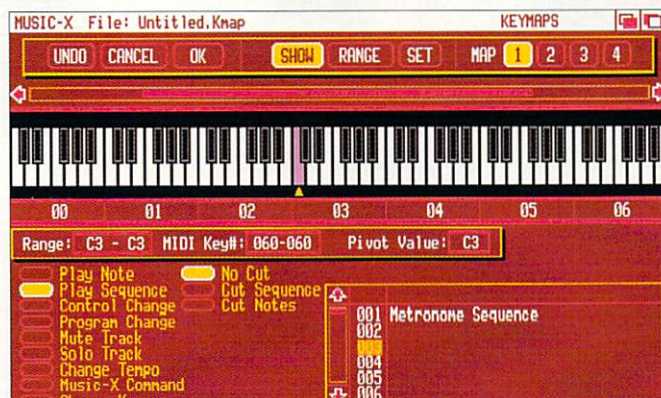 MUSIC-X File: Untitled.Kmap KEYMAPS
UNDO CANCEL OK SHOW RANGE SET MAP 1 2 3 4
00 01 02 03 04 05 06
Range: C3 - C3 MIDI Key#: 060-060 Pivot Value: C3
Play Note No Cut
Play Sequence Cut Sequence
Control Change Cut Notes
Program Change
Mute Track
Solo Track
Change Tempo
Music-X Command
001 Metronome Sequence
002
003
004
005
006